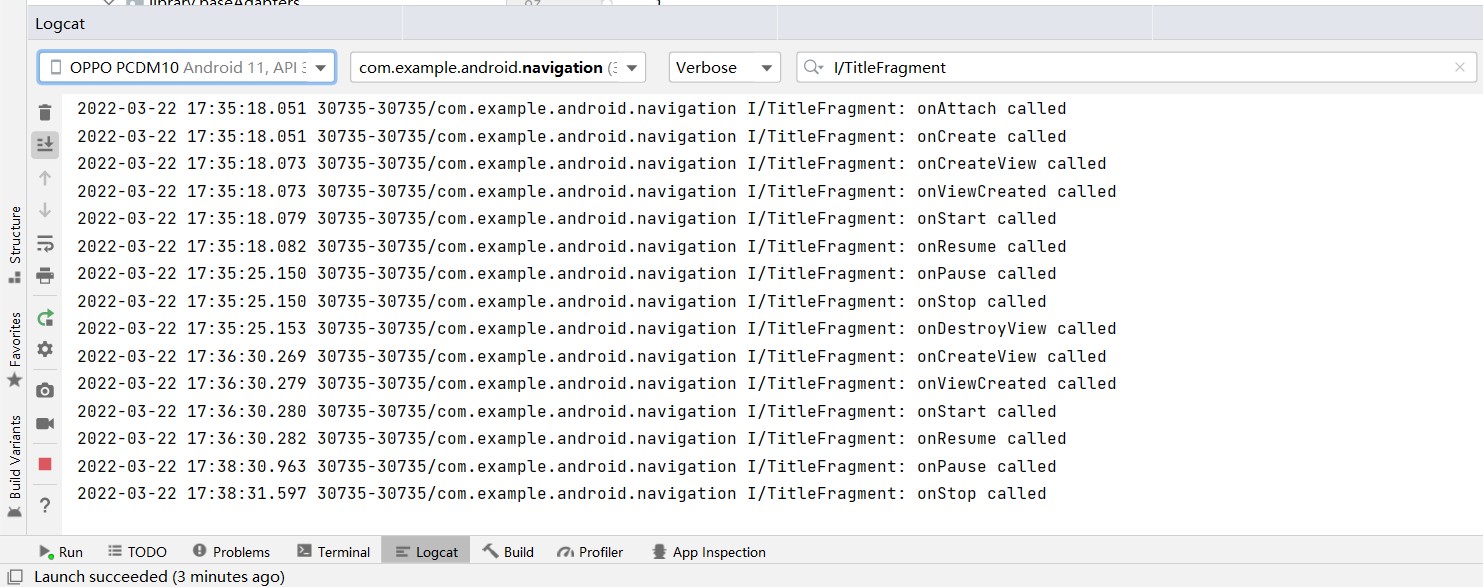 Logcat
OPPO PCDM10 Android 11, API
com.example.android.navigation
Verbose
I/TitleFragment
2022-03-22 17:35:18.051 30735-30735/com.example.android.navigation I/TitleFragment: onAttach called
2022-03-22 17:35:18.051 30735-30735/com.example.android.navigation I/TitleFragment: onCreate called
2022-03-22 17:35:18.073 30735-30735/com.example.android.navigation I/TitleFragment: onCreateView called
2022-03-22 17:35:18.073 30735-30735/com.example.android.navigation I/TitleFragment: onViewCreated called
2022-03-22 17:35:18.079 30735-30735/com.example.android.navigation I/TitleFragment: onStart called
2022-03-22 17:35:18.082 30735-30735/com.example.android.navigation I/TitleFragment: onResume called
2022-03-22 17:35:25.150 30735-30735/com.example.android.navigation I/TitleFragment: onPause called
2022-03-22 17:35:25.150 30735-30735/com.example.android.navigation I/TitleFragment: onStop called
2022-03-22 17:35:25.153 30735-30735/com.example.android.navigation I/TitleFragment: onDestroyView called
2022-03-22 17:36:30.269 30735-30735/com.example.android.navigation I/TitleFragment: onCreateView called
2022-03-22 17:36:30.279 30735-30735/com.example.android.navigation I/TitleFragment: onViewCreated called
2022-03-22 17:36:30.280 30735-30735/com.example.android.navigation I/TitleFragment: onStart called
2022-03-22 17:36:30.282 30735-30735/com.example.android.navigation I/TitleFragment: onResume called
2022-03-22 17:38:30.963 30735-30735/com.example.android.navigation I/TitleFragment: onPause called
2022-03-22 17:38:31.597 30735-30735/com.example.android.navigation I/TitleFragment: onStop called
Structure
Favorites
Build Variants
Run
TODO
Problems
Terminal
Logcat
Build
Profiler
App Inspection
Launch succeeded (3 minutes ago)